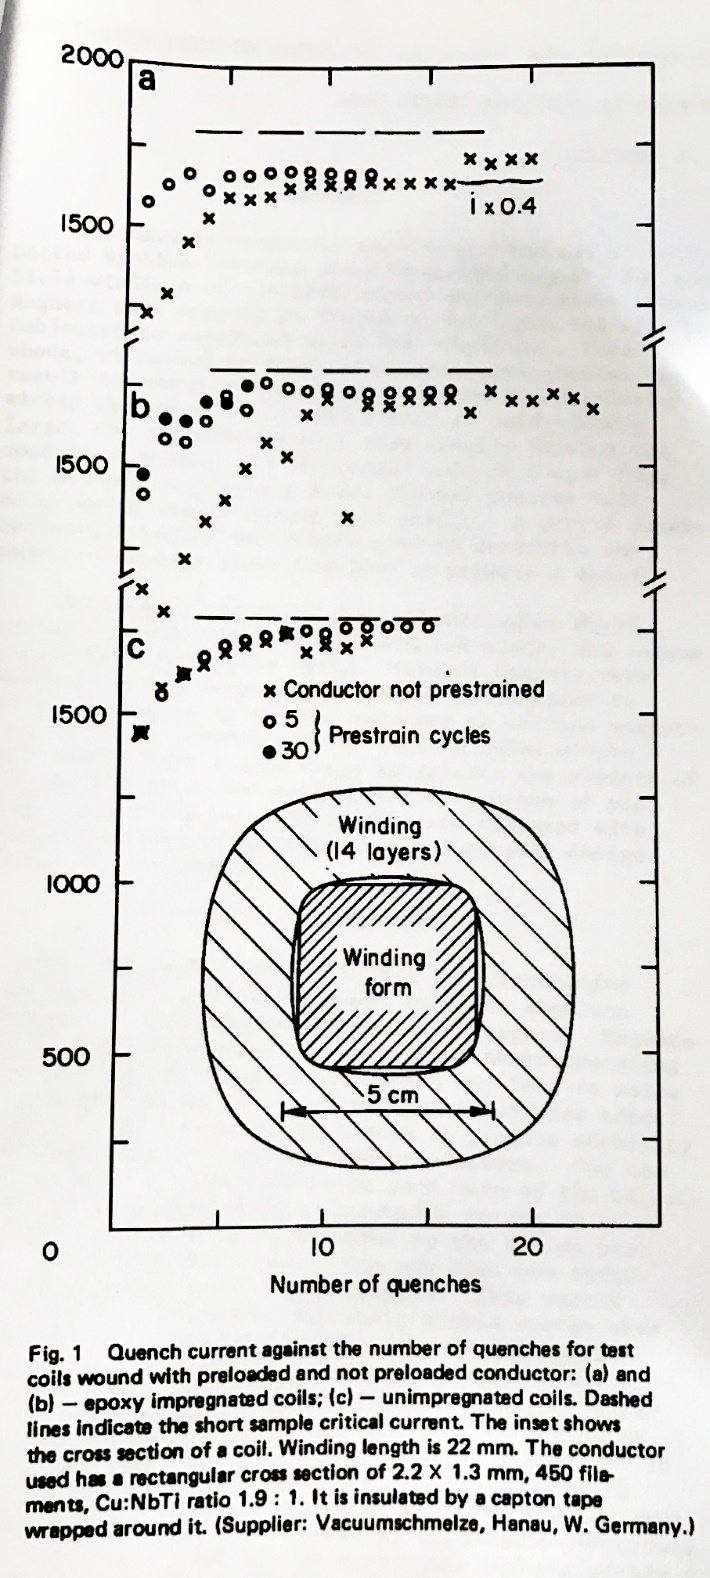 2000
a
1500
i x 0.4
b
1500
c
x Conductor not prestrained
o 5
● 30
} Prestrain cycles
1500
Winding
(14 layers)
1000
Winding
form
500
5 cm
0
10
20
Number of quenches
Fig. 1 Quench current against the number of quenches for test
coils wound with preloaded and not preloaded conductor: (a) and
(b) — epoxy impregnated coils; (c) — unimpregnated coils. Dashed
lines indicate the short sample critical current. The inset shows
the cross section of a coil. Winding length is 22 mm. The conductor
used has a rectangular cross section of 2.2 X 1.3 mm, 450 fila-
ments, Cu:NbTi ratio 1.9 : 1. It is insulated by a capton tape
wrapped around it. (Supplier: Vacuumschmelze, Hanau, W. Germany.)